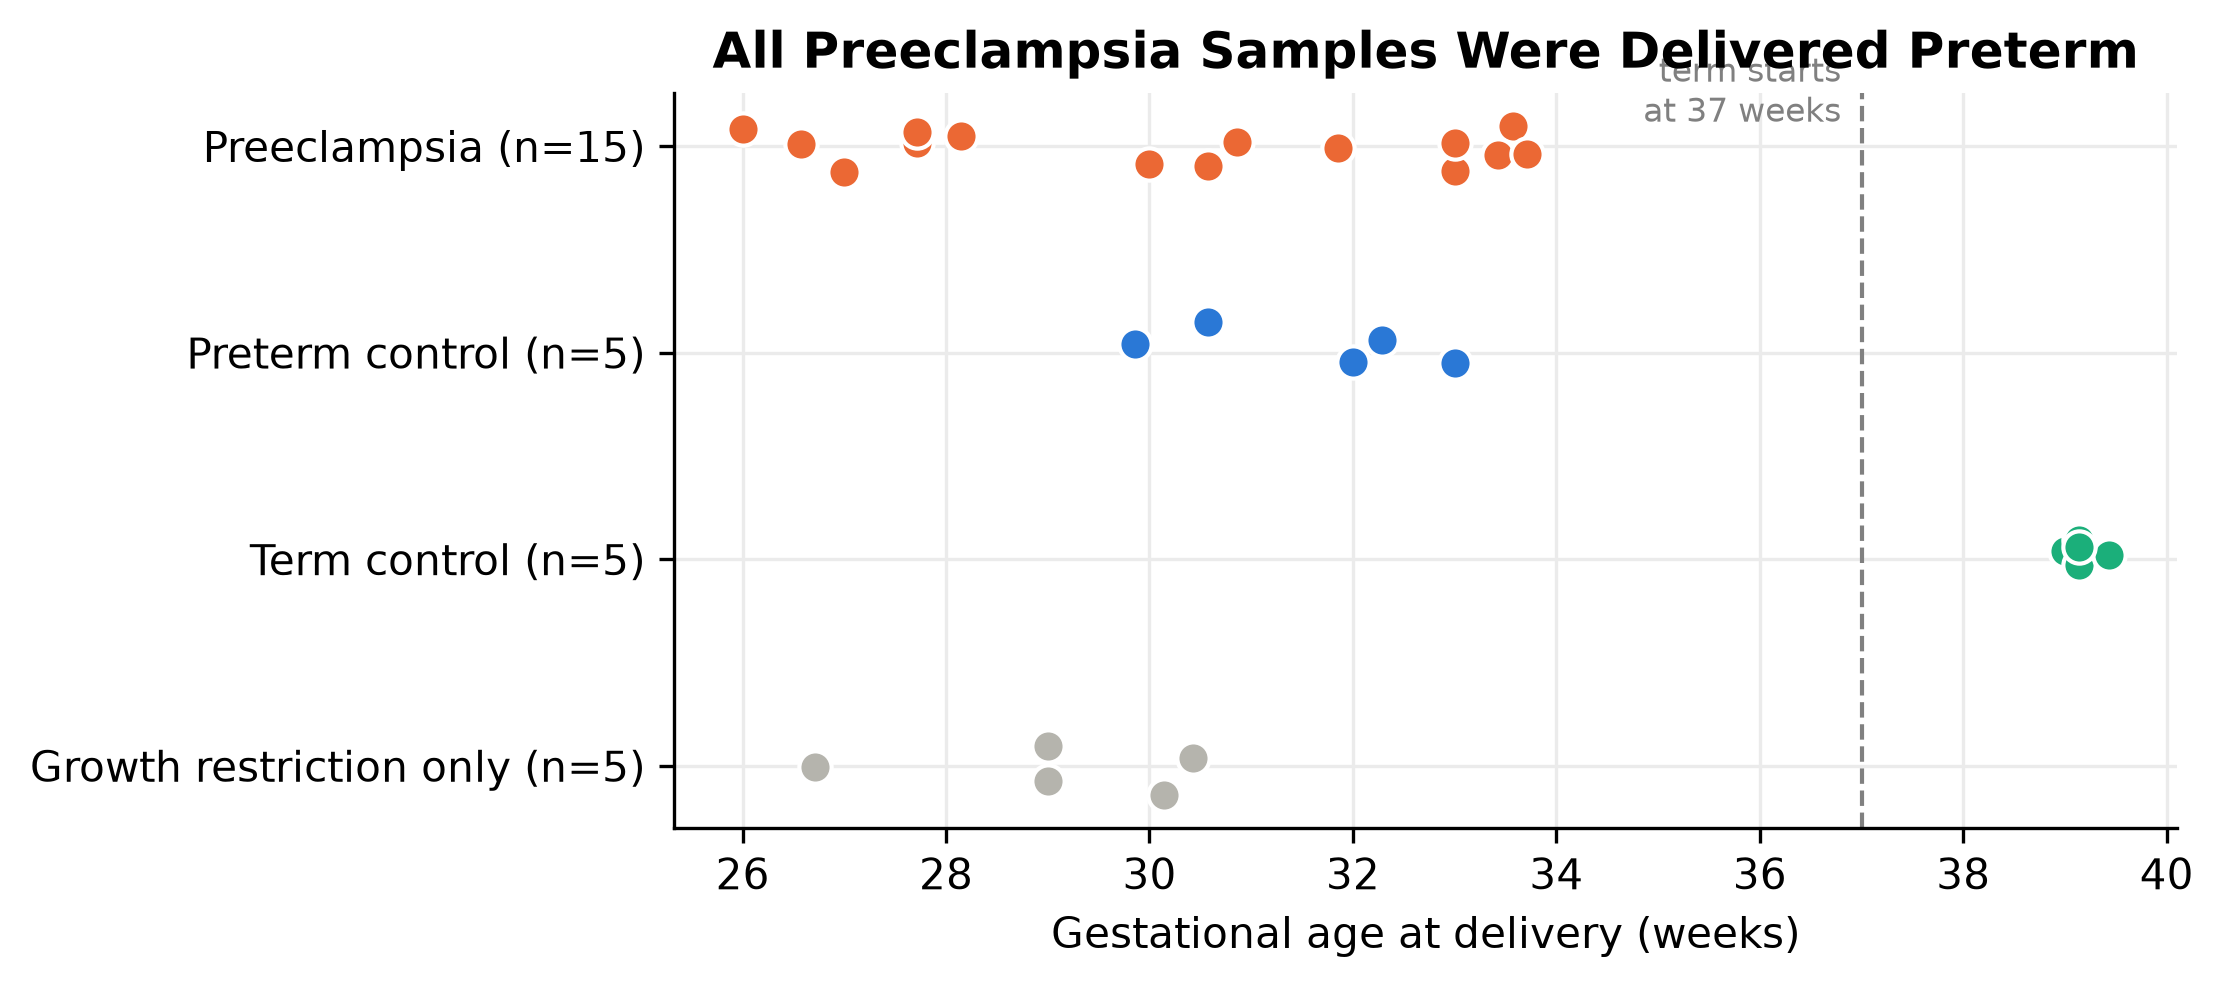 All Preeclampsia Samples Were Delivered Preterm
term starts
at 37 weeks
Preeclampsia (n=15)
Preterm control (n=5)
Term control (n=5)
Growth restriction only (n=5)
26 28 30 32 34 36 38 40
Gestational age at delivery (weeks)